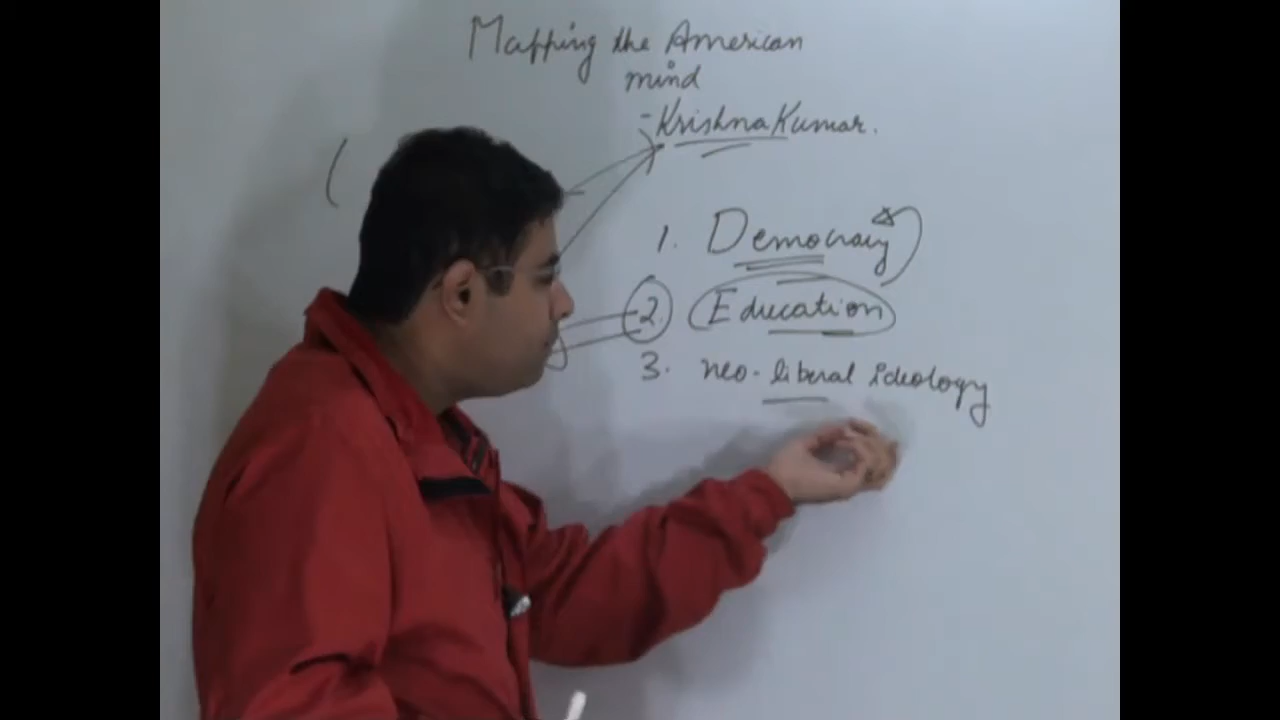 Mapping the American
mind
- Krishna Kumar.
1. Democracy
2. Education
3. neo-liberal ideology